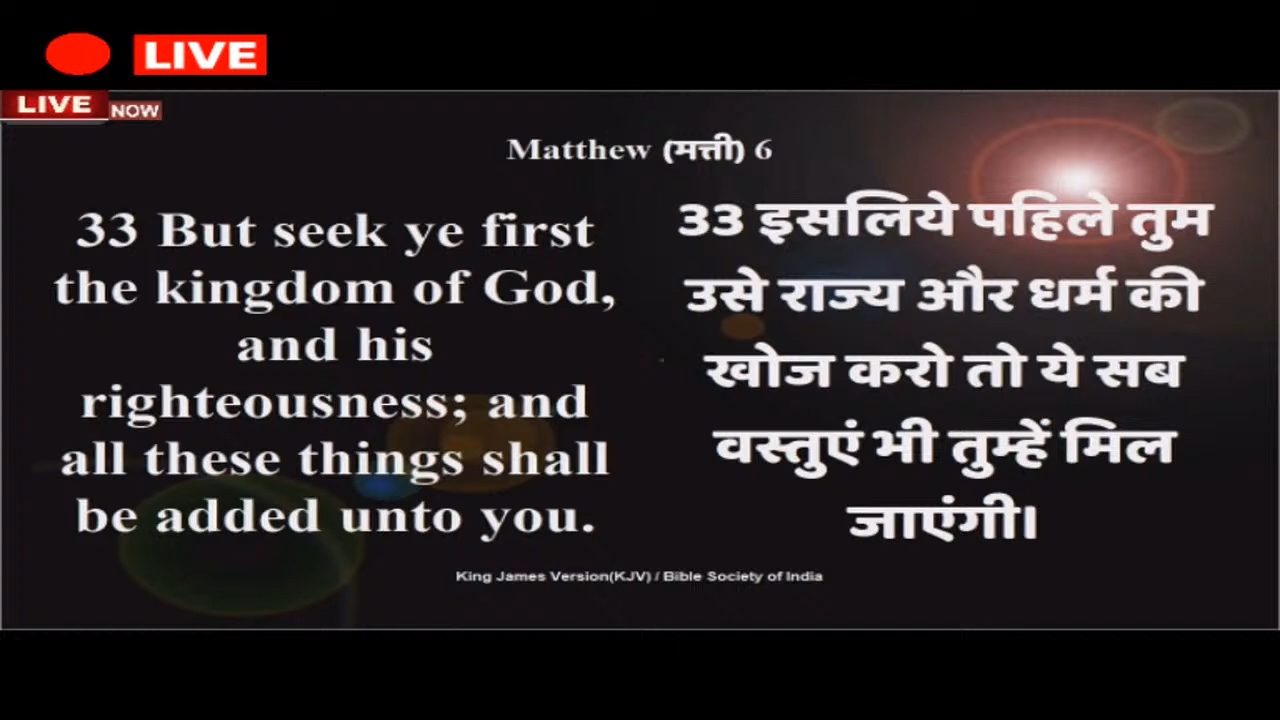 LIVE
LIVE NOW
Matthew (मत्ती) 6
33 But seek ye first
the kingdom of God,
and his
righteousness; and
all these things shall
be added unto you.
33 इसलिये पहिले तुम
उसे राज्य और धर्म की
खोज करो तो ये सब
वस्तुएं भी तुम्हें मिल
जाएंगी।
King James Version(KJV) / Bible Society of India